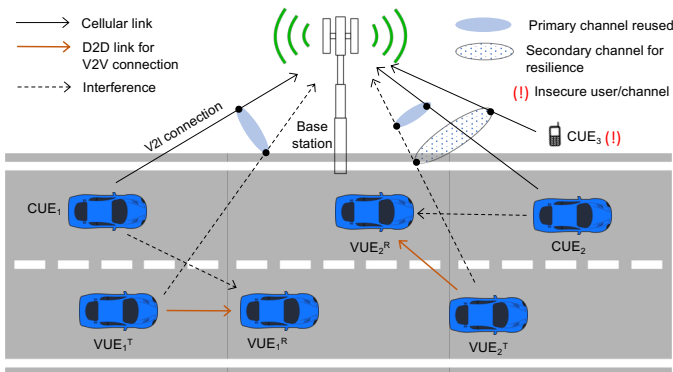 Cellular link
D2D link for
V2V connection
Interference
Primary channel reused
Secondary channel for
resilience
(!) Insecure user/channel
V2I connection
Base
station
CUE₃ (!)
CUE₁
VUE₂ᴿ
CUE₂
VUE₁ᵀ
VUE₁ᴿ
VUE₂ᵀ